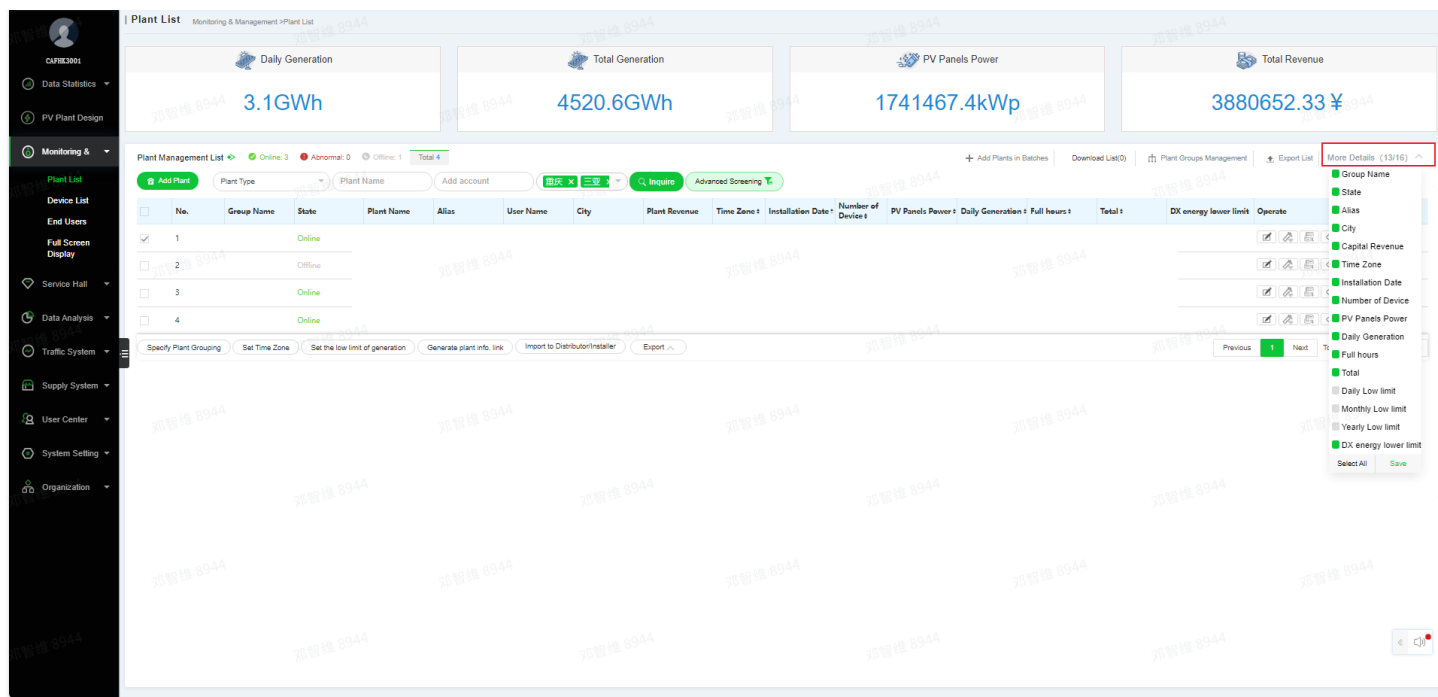 | Plant List Monitoring & Management >Plant List
CAFHK3001
Data Statistics
PV Plant Design
Monitoring &
Plant List
Device List
End Users
Full Screen
Display
Service Hall
Data Analysis
Traffic System
Supply System
User Center
System Setting
Organization
Daily Generation
3.1GWh
Total Generation
4520.6GWh
PV Panels Power
1741467.4kWp
Total Revenue
3880652.33 ¥
Plant Management List Online: 3 Abnormal: 0 Offline: 1 Total 4 + Add Plants in Batches Download List(0) Plant Groups Management Export List More Details (13/16)
Add Plant Plant Type Plant Name Add account 重庆 × 三亚 Inquire Advanced Screening
No. Group Name State Plant Name Alias User Name City Plant Revenue Time Zone Installation Date Number of Device PV Panels Power Daily Generation Full hours Total DX energy lower limit Operate
1 Online
2 Offline
3 Online
4 Online
Specify Plant Grouping Set Time Zone Set the low limit of generation Generate plant info. link Import to Distributor/Installer Export Previous 1 Next
Group Name
State
Alias
City
Capital Revenue
Time Zone
Installation Date
Number of Device
PV Panels Power
Daily Generation
Full hours
Total
Daily Low limit
Monthly Low limit
Yearly Low limit
DX energy lower limit
Select All Save
邓智维 8944